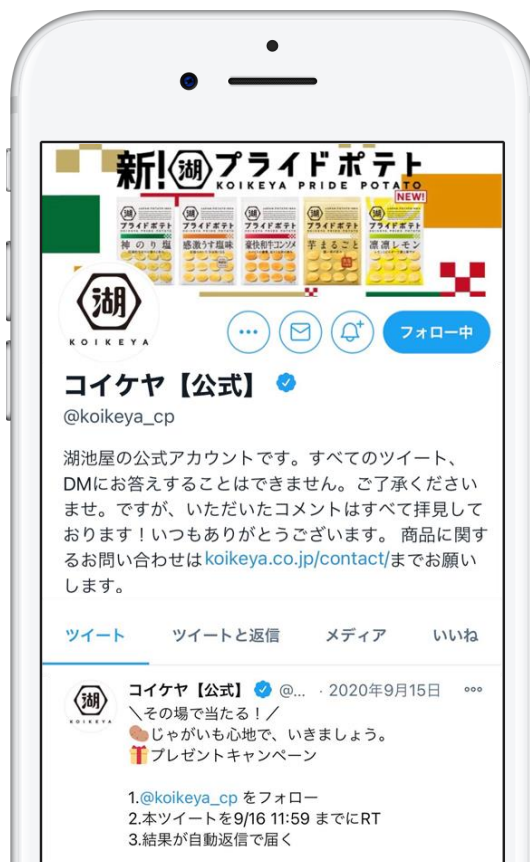 新!湖プライドポテト
KOIKEYA PRIDE POTATO
NEW!
湖 湖 湖 湖 湖
プライドポテト プライドポテト プライドポテト プライドポテト プライドポテト
神のり塩 感激うす塩味 豪快和牛コンソメ 芋まるごと 凛凛レモン
湖
KOIKEYA
フォロー中
コイケヤ【公式】
@koikeya_cp
湖池屋の公式アカウントです。すべてのツイート、
DMにお答えすることはできません。ご了承ください
ませ。ですが、いただいたコメントはすべて拝見して
おります!いつもありがとうございます。 商品に関す
るお問い合わせはkoikeya.co.jp/contact/までお願い
します。
ツイート ツイートと返信 メディア いいね
湖
KOIKEYA
コイケヤ【公式】 @... · 2020年9月15日
＼その場で当たる!／
じゃがいも心地で、いきましょう。
プレゼントキャンペーン
1.@koikeya_cp をフォロー
2.本ツイートを9/16 11:59 までにRT
3.結果が自動返信で届く